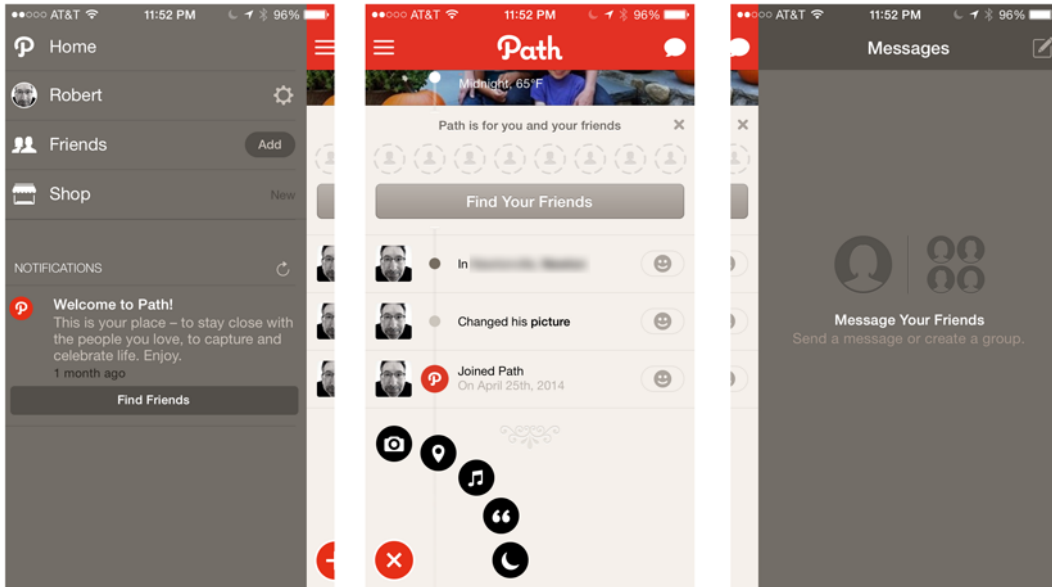 AT&T 11:52 PM 96%
Home
Robert
Friends Add
Shop New
NOTIFICATIONS
Welcome to Path!
This is your place – to stay close with
the people you love, to capture and
celebrate life. Enjoy.
1 month ago
Find Friends
AT&T 11:52 PM 96%
Path
Midnight, 65°F
Path is for you and your friends
Find Your Friends
In
Changed his picture
Joined Path
On April 25th, 2014
AT&T 11:52 PM 96%
Messages
Message Your Friends
Send a message or create a group.